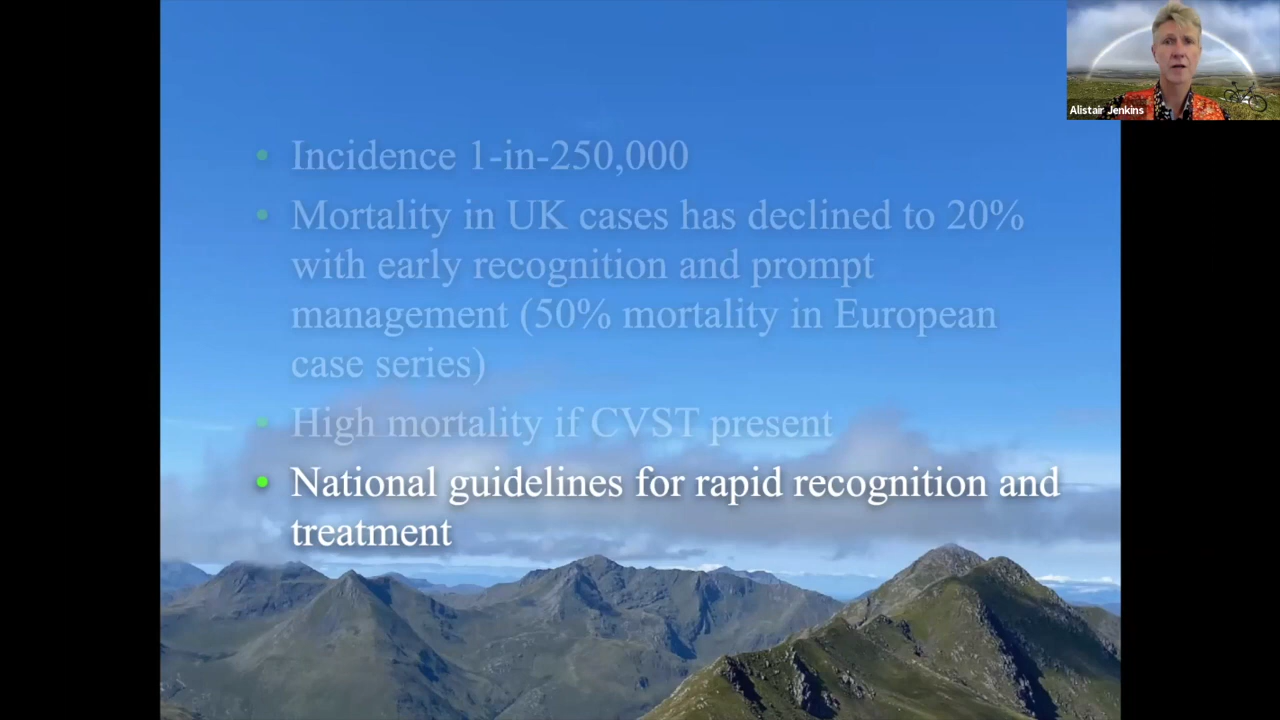 Alistair Jenkins
• Incidence 1-in-250,000
• Mortality in UK cases has declined to 20%
with early recognition and prompt
management (50% mortality in European
case series)
• High mortality if CVST present
• National guidelines for rapid recognition and
treatment